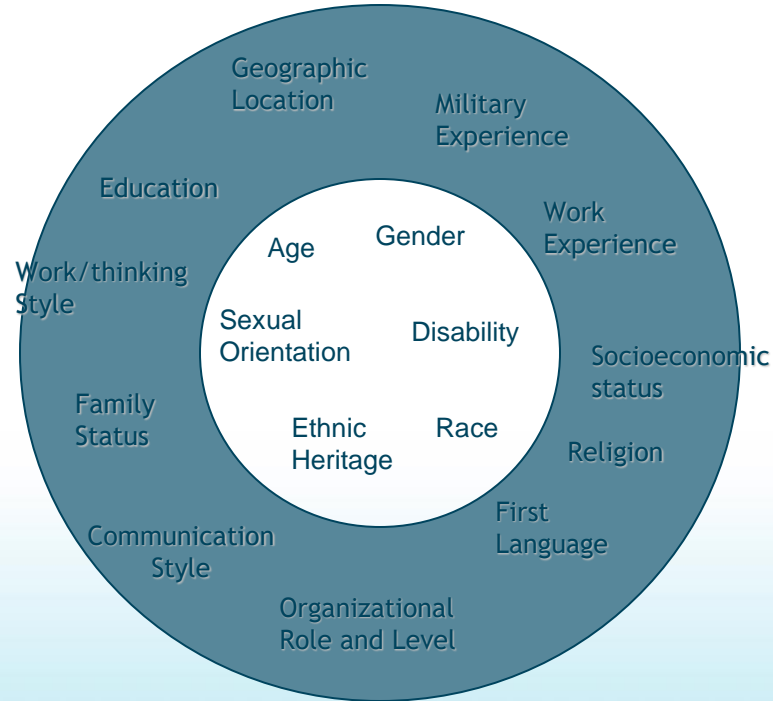 Geographic
Location
Military
Experience
Education
Work
Experience
Age
Gender
Work/thinking
Style
Sexual
Orientation
Disability
Socioeconomic
status
Family
Status
Ethnic
Heritage
Race
Religion
First
Language
Communication
Style
Organizational
Role and Level